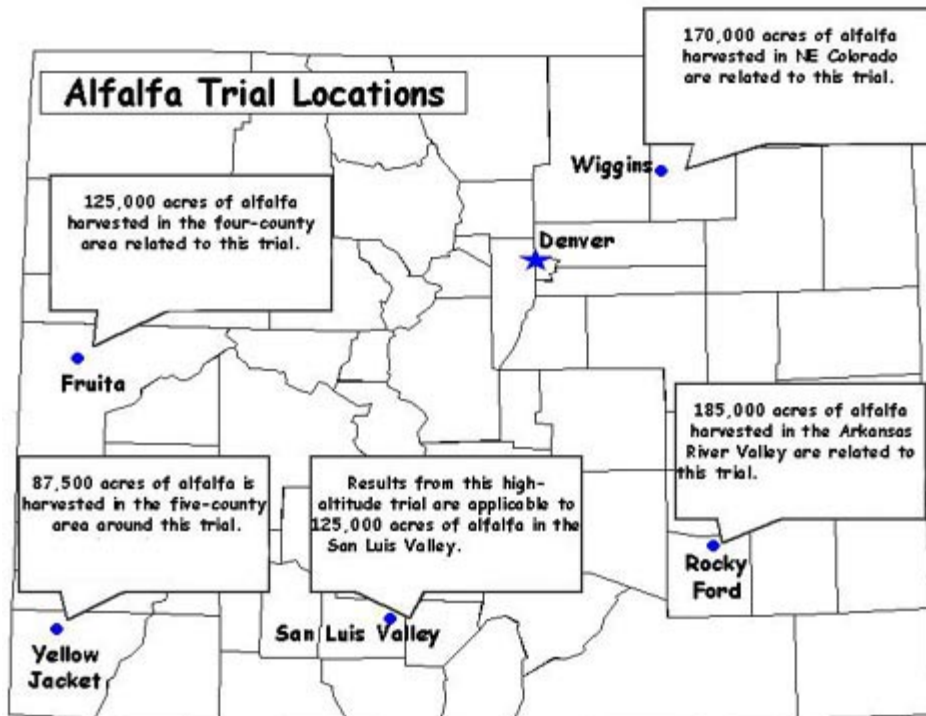 170,000 acres of alfalfa
harvested in NE Colorado
are related to this trial.
Alfalfa Trial Locations
Wiggins
125,000 acres of alfalfa
harvested in the four-county
area related to this trial.
Denver
Fruita
185,000 acres of alfalfa
harvested in the Arkansas
River Valley are related to
this trial.
87,500 acres of alfalfa is
harvested in the five-county
area around this trial.
Results from this high-
altitude trial are applicable to
125,000 acres of alfalfa in the
San Luis Valley.
Rocky
Ford
San Luis Valley
Yellow
Jacket